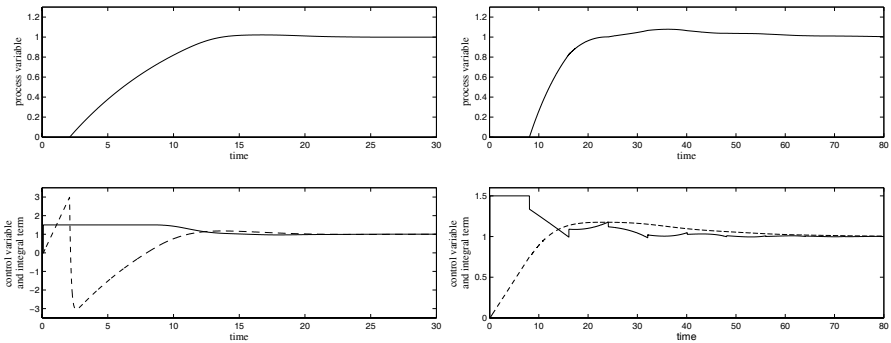 1.2
1
0.8
0.6
0.4
0.2
0
process variable
0 5 10 15 20 25 30
time
1.2
1
0.8
0.6
0.4
0.2
0
process variable
0 10 20 30 40 50 60 70 80
time
3
2
1
0
−1
−2
−3
control variable
and integral term
0 5 10 15 20 25 30
time
1.5
1
0.5
0
control variable
and integral term
0 10 20 30 40 50 60 70 80
time